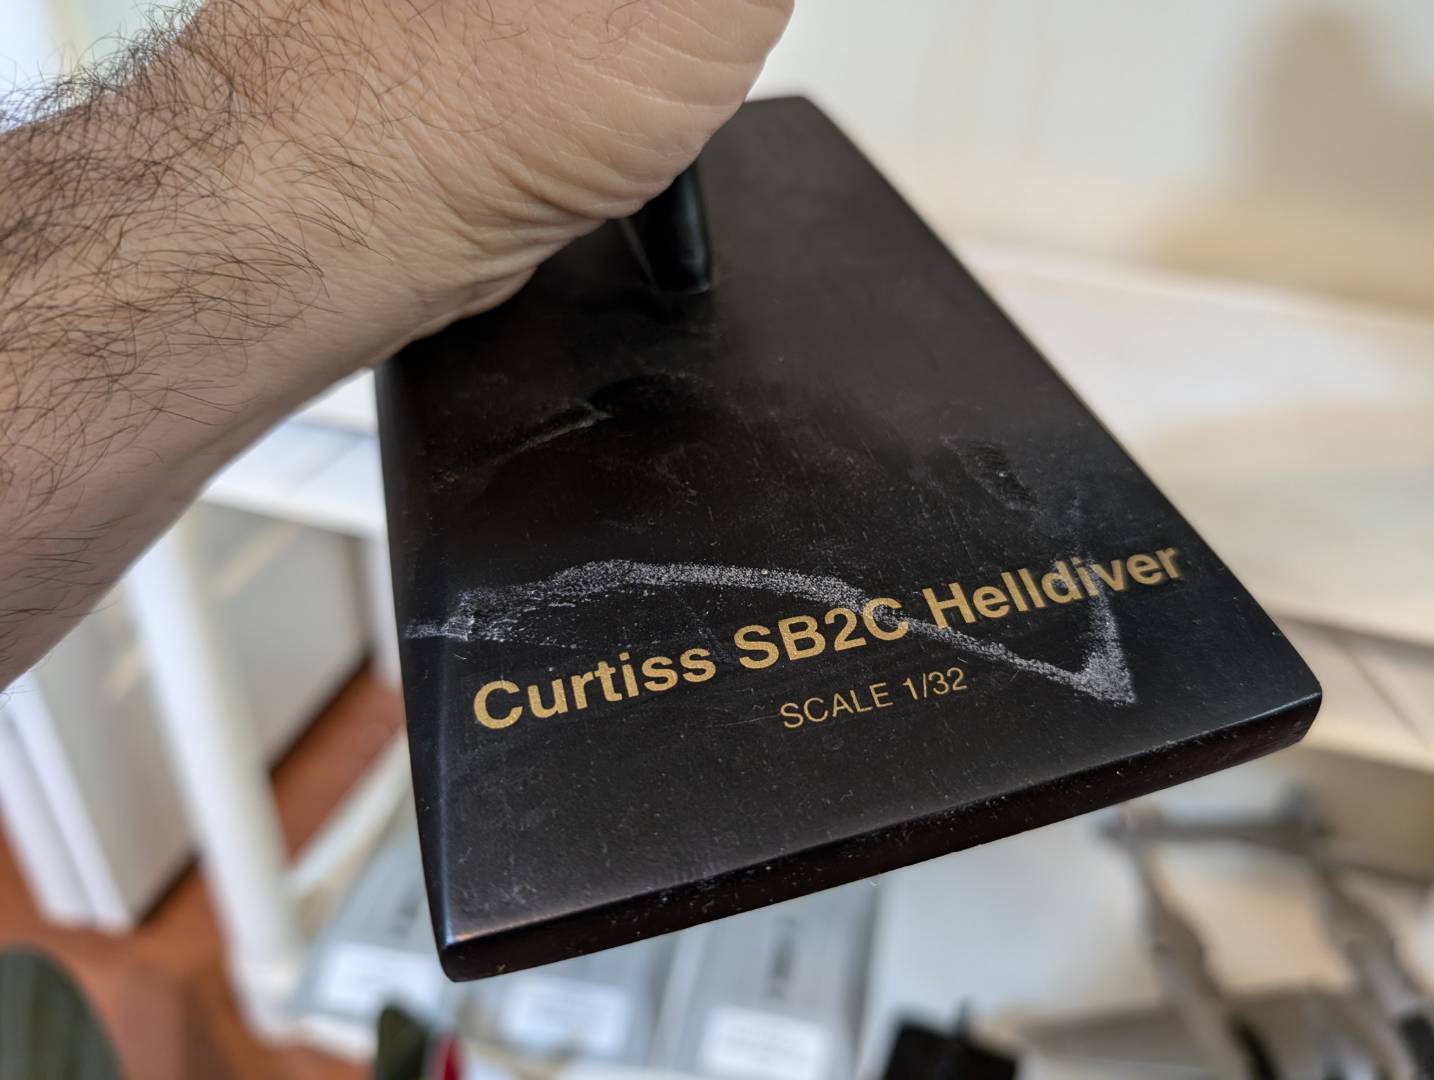 Curtiss SB2C Helldiver
SCALE 1/32